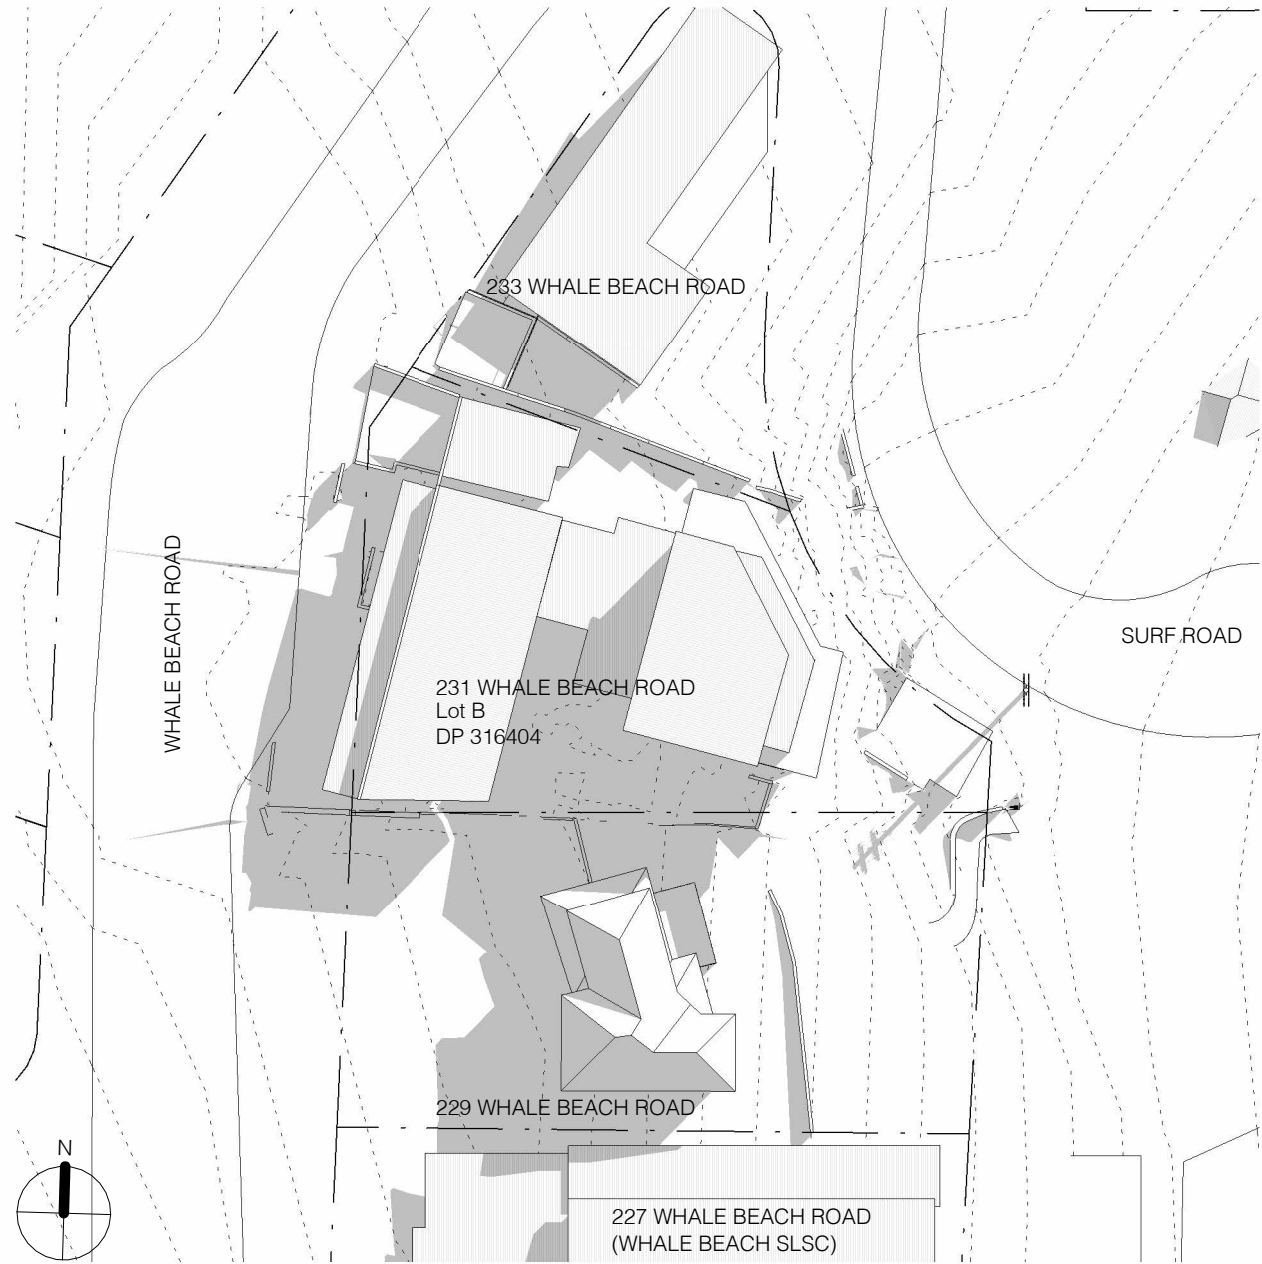 233 WHALE BEACH ROAD
WHALE BEACH ROAD
SURF ROAD
231 WHALE BEACH ROAD
Lot B
DP 316404
229 WHALE BEACH ROAD
N
227 WHALE BEACH ROAD
(WHALE BEACH SLSC)